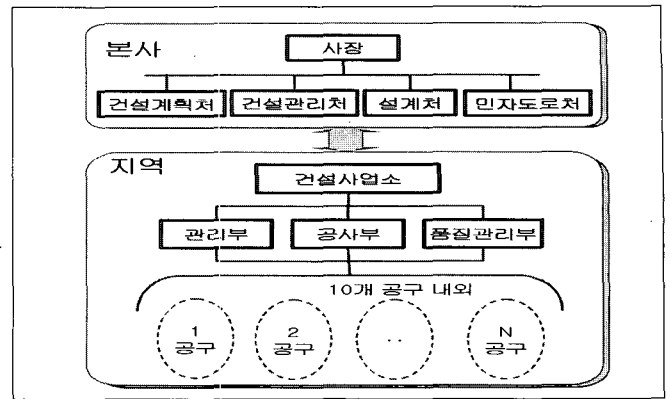 본사
사장
건설계획처 건설관리처 설계처 민자도로처
지역
건설사업소
관리부 공사부 품질관리부
10개 공구 내외
1 2 .. N
공구 공구 공구